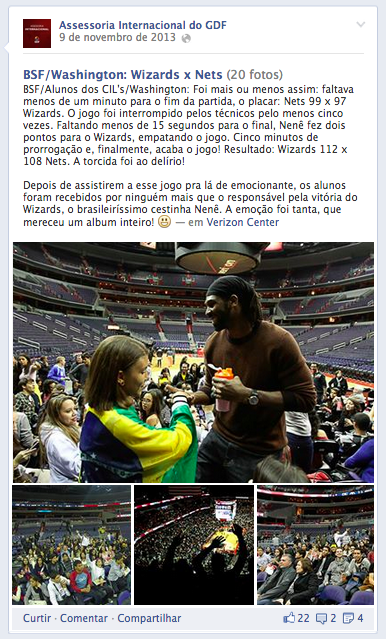 Assessoria Internacional do GDF
9 de novembro de 2013
BSF/Washington: Wizards x Nets (20 fotos)
BSF/Alunos dos CIL's/Washington: Foi mais ou menos assim: faltava
menos de um minuto para o fim da partida, o placar: Nets 99 x 97
Wizards. O jogo foi interrompido pelos técnicos pelo menos cinco
vezes. Faltando menos de 15 segundos para o final, Nenê fez dois
pontos para o Wizards, empatando o jogo. Cinco minutos de
prorrogação e, finalmente, acaba o jogo! Resultado: Wizards 112 x
108 Nets. A torcida foi ao delírio!
Depois de assistirem a esse jogo pra lá de emocionante, os alunos
foram recebidos por ninguém mais que o responsável pela vitória do
Wizards, o brasileiríssimo cestinha Nenê. A emoção foi tanta, que
mereceu um album inteiro! 😃 — em Verizon Center
Curtir · Comentar · Compartilhar 22 2 4